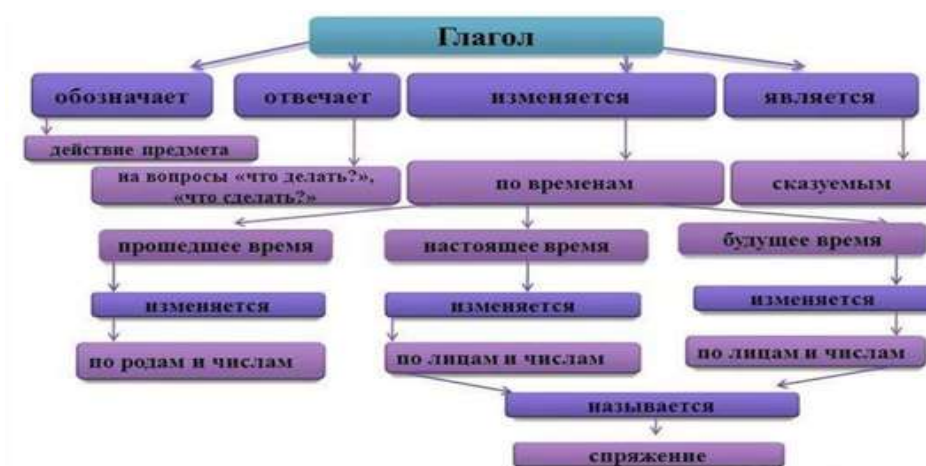 Глагол
обозначает
отвечает
изменяется
является
действие предмета
на вопросы «что делать?»,
«что сделать?»
по временам
сказуемым
прошедшее время
настоящее время
будущее время
изменяется
изменяется
изменяется
по родам и числам
по лицам и числам
по лицам и числам
называется
спряжение